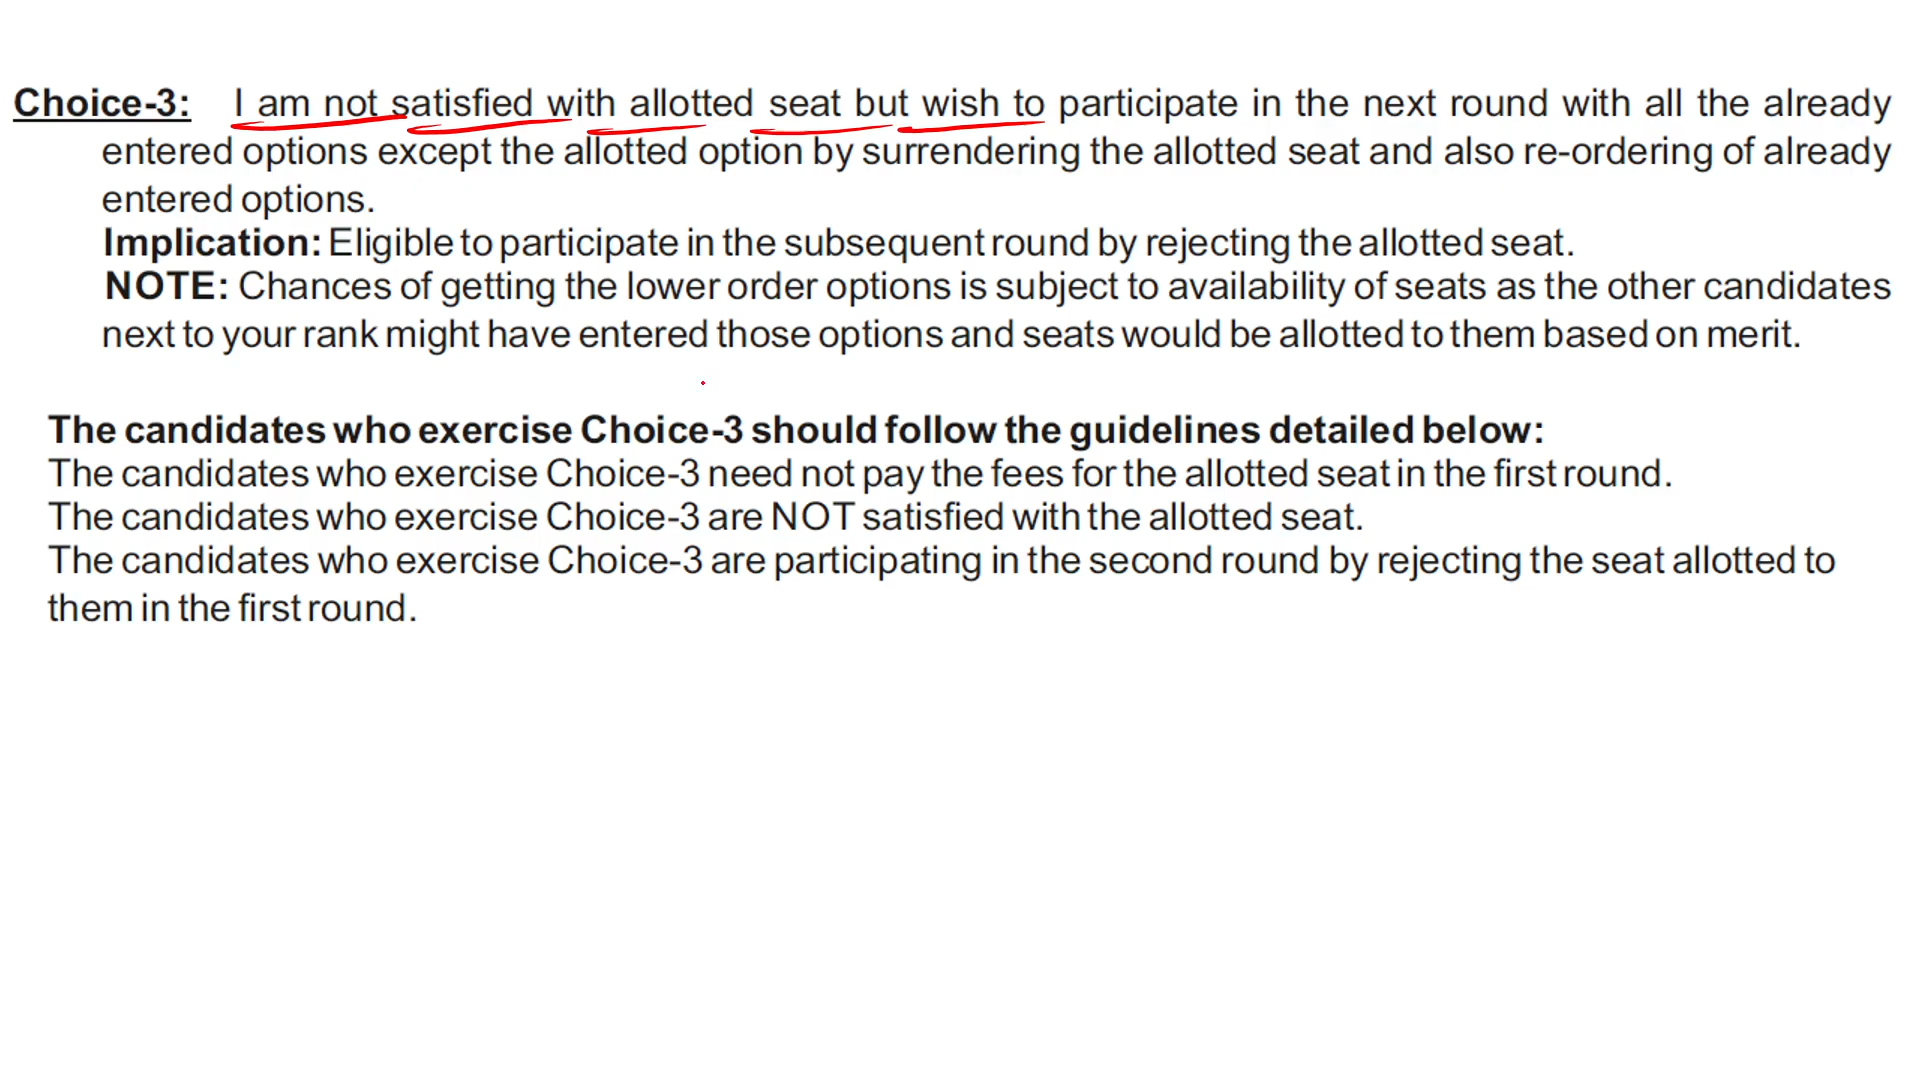 Choice-3: I am not satisfied with allotted seat but wish to participate in the next round with all the already
entered options except the allotted option by surrendering the allotted seat and also re-ordering of already
entered options.
Implication: Eligible to participate in the subsequent round by rejecting the allotted seat.
NOTE: Chances of getting the lower order options is subject to availability of seats as the other candidates
next to your rank might have entered those options and seats would be allotted to them based on merit.
The candidates who exercise Choice-3 should follow the guidelines detailed below:
The candidates who exercise Choice-3 need not pay the fees for the allotted seat in the first round.
The candidates who exercise Choice-3 are NOT satisfied with the allotted seat.
The candidates who exercise Choice-3 are participating in the second round by rejecting the seat allotted to
them in the first round.